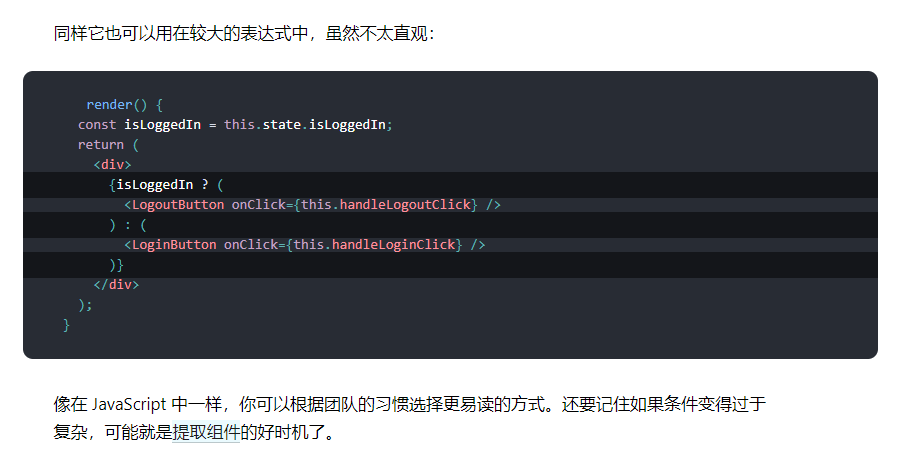 同样它也可以用在较大的表达式中，虽然不太直观：
render() {
const isLoggedIn = this.state.isLoggedIn;
return (
<div>
{isLoggedIn ? (
<LogoutButton onClick={this.handleLogoutClick} />
) : (
<LoginButton onClick={this.handleLoginClick} />
)}
</div>
);
}
像在 JavaScript 中一样，你可以根据团队的习惯选择更易读的方式。还要记住如果条件变得过于
复杂，可能就是提取组件的好时机了。